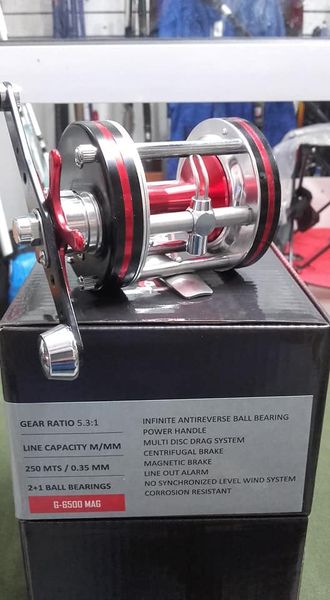 GEAR RATIO 5.3:1
LINE CAPACITY M/MM
250 MTS / 0.35 MM
2+1 BALL BEARINGS
G-6500 MAG
INFINITE ANTIREVERSE BALL BEARING
POWER HANDLE
MULTI DISC DRAG SYSTEM
CENTRIFUGAL BRAKE
MAGNETIC BRAKE
LINE OUT ALARM
NO SYNCHRONIZED LEVEL WIND SYSTEM
CORROSION RESISTANT